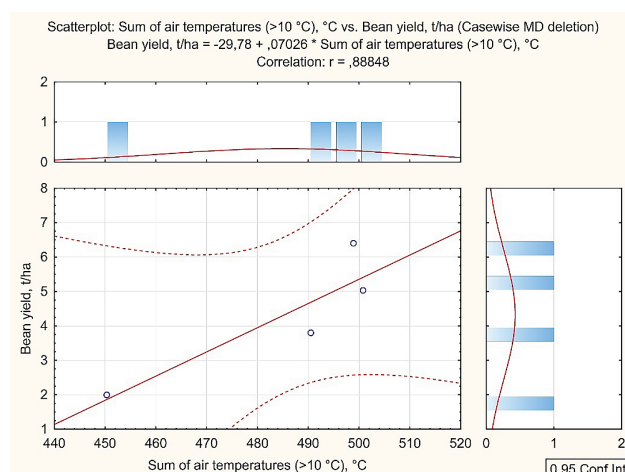 Scatterplot: Sum of air temperatures (>10 °C), °C vs. Bean yield, t/ha (Casewise MD deletion)
Bean yield, t/ha = -29,78 + ,07026 * Sum of air temperatures (>10 °C), °C
Correlation: r = ,88848
2
1
0
8
7
6
5
4
3
2
1
Bean yield, t/ha
440 450 460 470 480 490 500 510 520
0 1 2
Sum of air temperatures (>10 °C), °C
0.95 Conf.Int